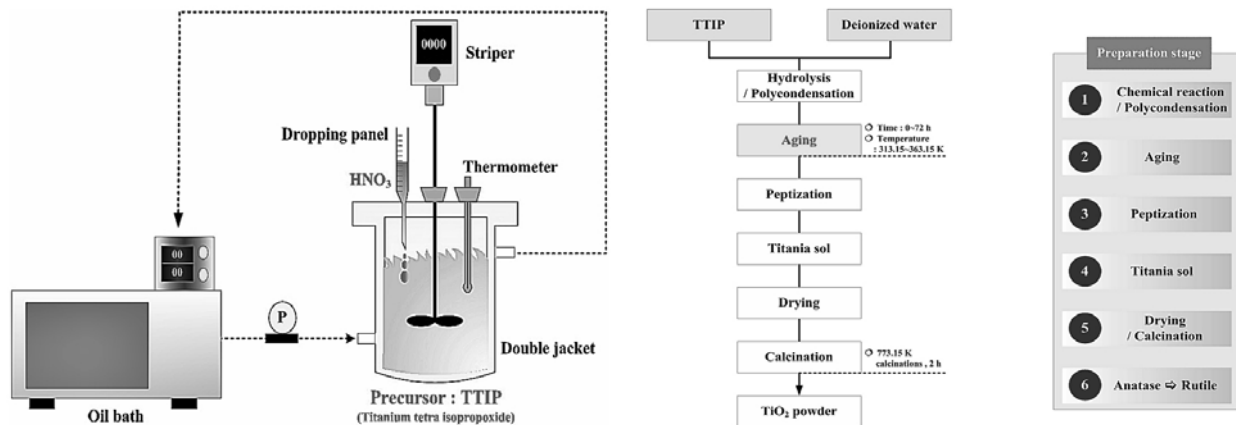 0000
Striper
Dropping panel
HNO3
Thermometer
00
00
P
Double jacket
Oil bath
Precursor : TTIP
(Titanium tetra isopropoxide)
TTIP
Deionized water
Hydrolysis
/ Polycondensation
Aging
Time : 0~72 h
Temperature
: 313.15~363.15 K
Peptization
Titania sol
Drying
Calcination
773.15 K
calcinations , 2 h
TiO2 powder
Preparation stage
1 Chemical reaction
/ Polycondensation
2 Aging
3 Peptization
4 Titania sol
5 Drying
/ Calcination
6 Anatase ⇨ Rutile